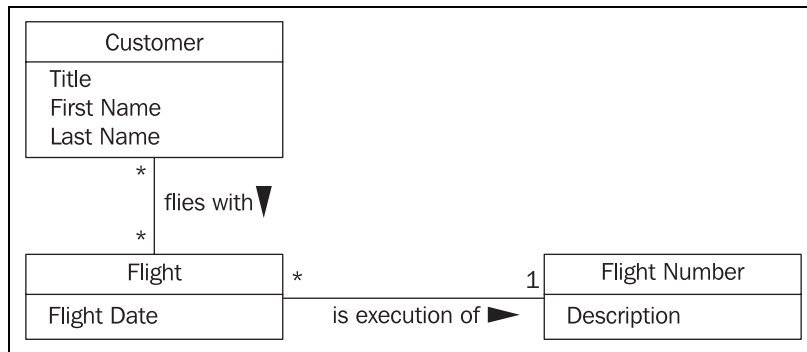 Customer
Title
First Name
Last Name
*
flies with
*
Flight
Flight Date
*
1
is execution of
Flight Number
Description